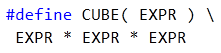 #define CUBE( EXPR ) \
 EXPR * EXPR * EXPR